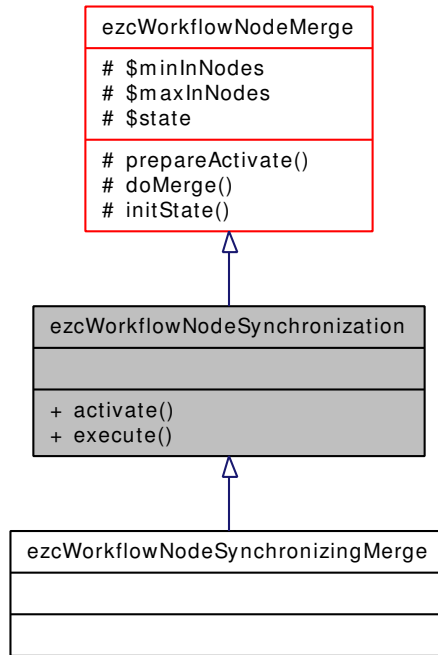 ezcWorkflowNodeMerge
# $minInNodes
# $maxInNodes
# $state
# prepareActivate()
# doMerge()
# initState()
ezcWorkflowNodeSynchronization
+ activate()
+ execute()
ezcWorkflowNodeSynchronizingMerge